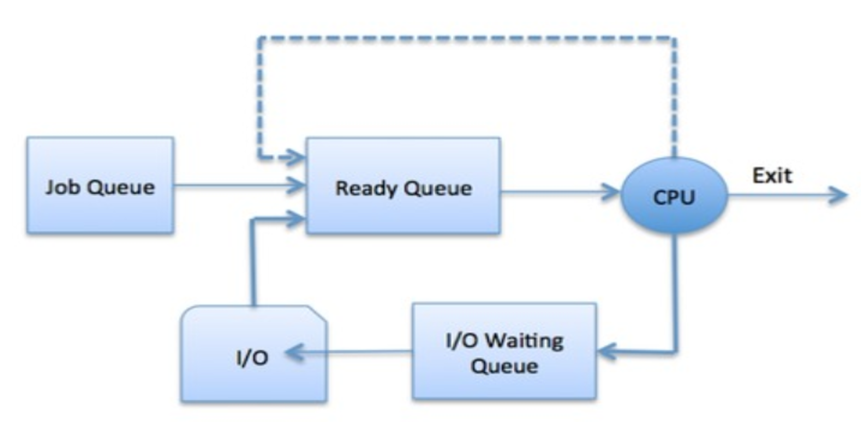 Job Queue
Ready Queue
CPU
Exit
I/O
I/O Waiting
Queue